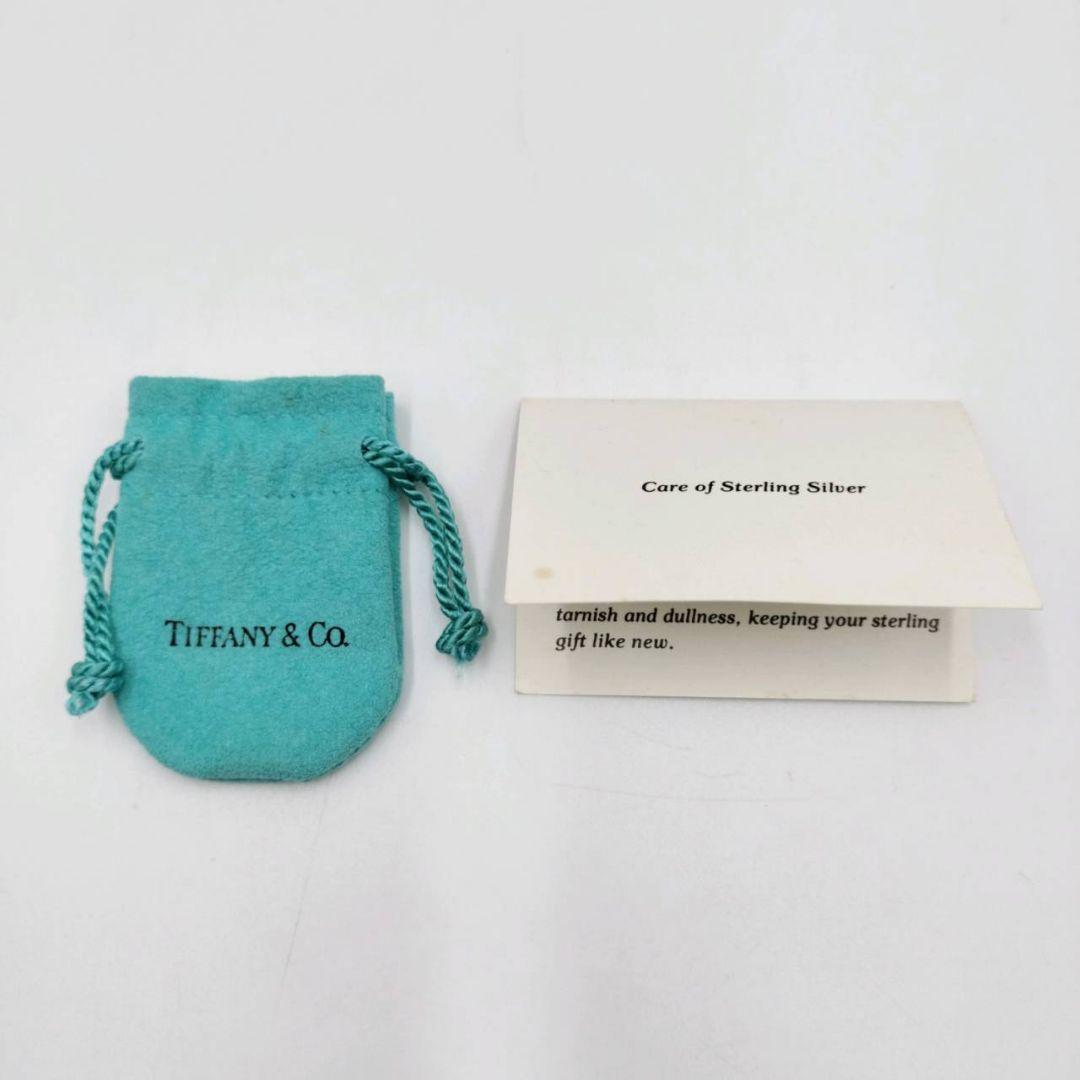 TIFFANY & CO.
Care of Sterling Silver
tarnish and dullness, keeping your sterling
gift like new.